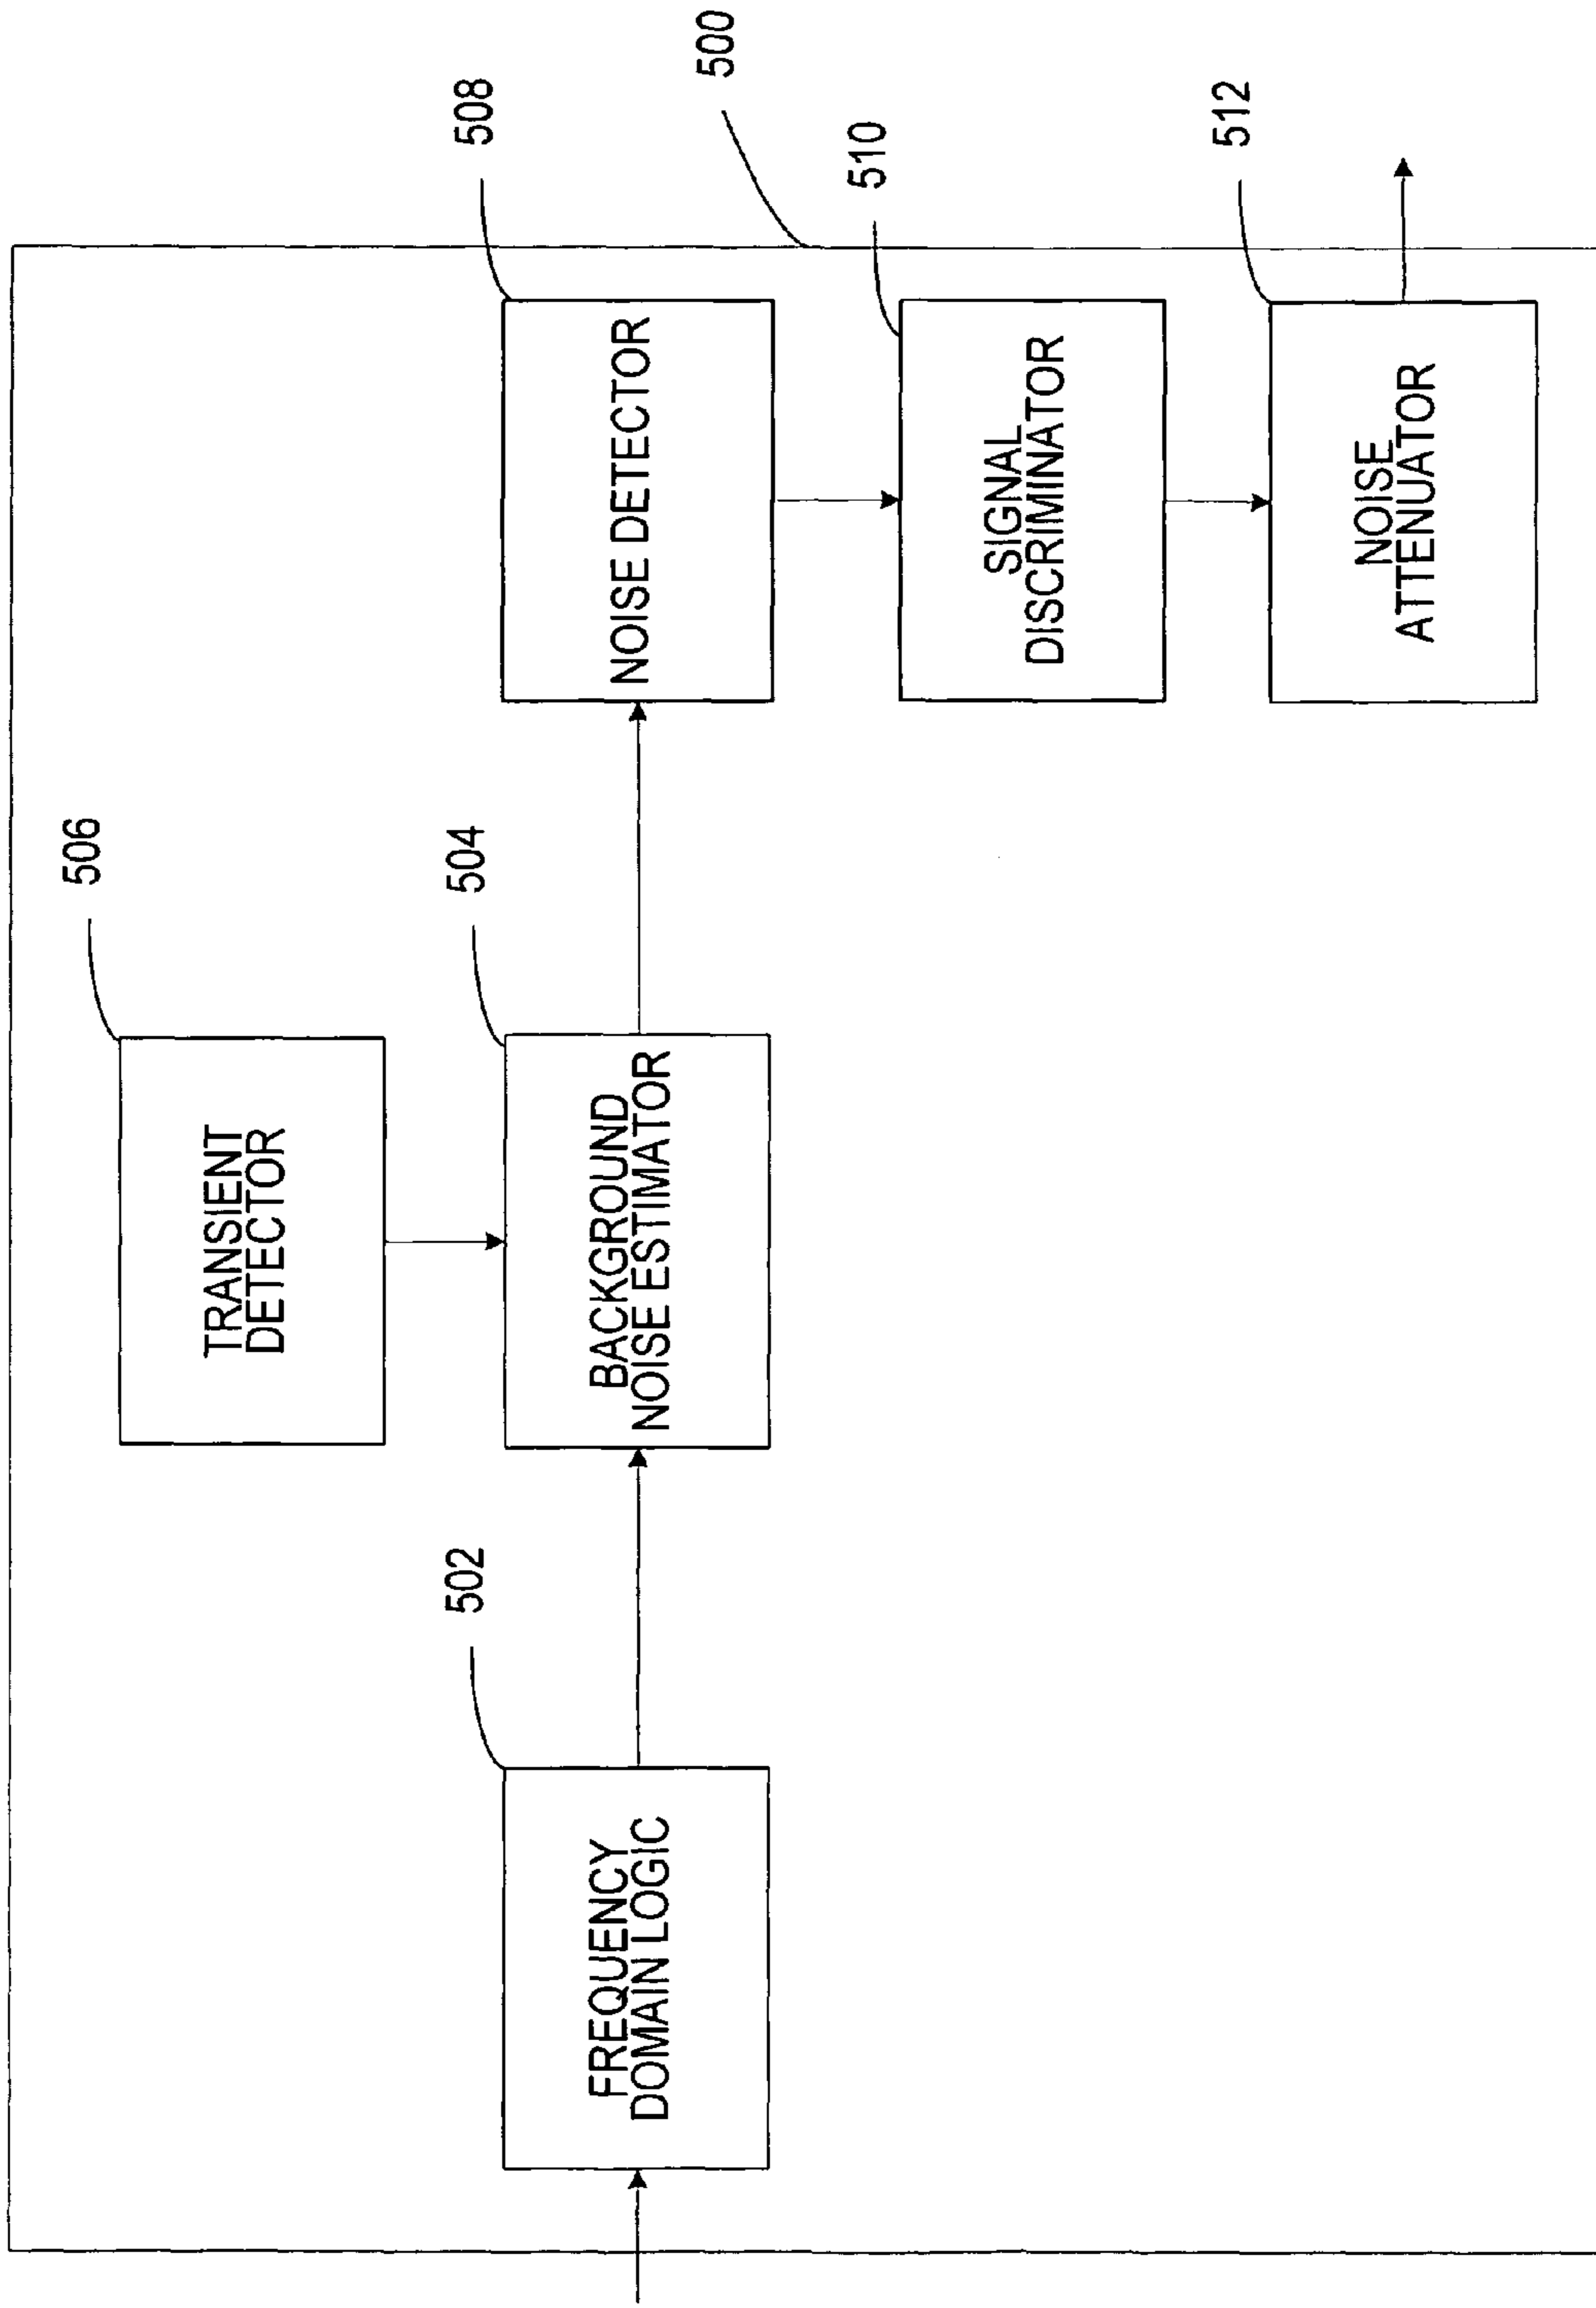 506
TRANSIENT
DETECTOR
502
FREQUENCY
DOMAIN LOGIC
504
BACKGROUND
NOISE ESTIMATOR
508
NOISE DETECTOR
500
510
SIGNAL
DISCRIMINATOR
512
NOISE
ATTENUATOR